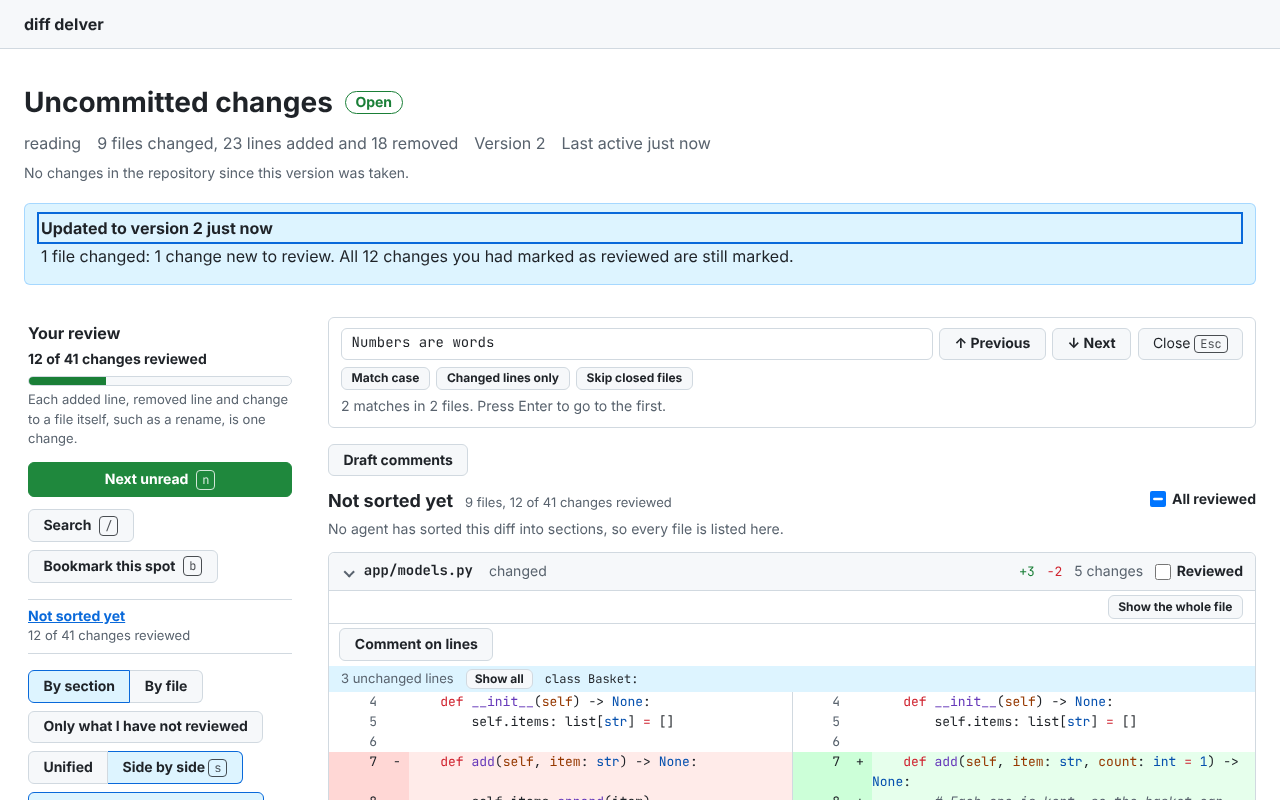 diff delver
Uncommitted changes Open
reading 9 files changed, 23 lines added and 18 removed Version 2 Last active just now
No changes in the repository since this version was taken.
Updated to version 2 just now
1 file changed: 1 change new to review. All 12 changes you had marked as reviewed are still marked.
Your review
12 of 41 changes reviewed
Each added line, removed line and change
to a file itself, such as a rename, is one
change.
Next unread n
Search /
Bookmark this spot b
Not sorted yet
12 of 41 changes reviewed
By section By file
Only what I have not reviewed
Unified Side by side s
Numbers are words
↑ Previous ↓ Next Close Esc
Match case Changed lines only Skip closed files
2 matches in 2 files. Press Enter to go to the first.
Draft comments
Not sorted yet 9 files, 12 of 41 changes reviewed All reviewed
No agent has sorted this diff into sections, so every file is listed here.
app/models.py changed +3 -2 5 changes Reviewed
Show the whole file
Comment on lines
3 unchanged lines Show all class Basket:
4 def __init__(self) -> None: 4 def __init__(self) -> None:
5 self.items: list[str] = [] 5 self.items: list[str] = []
6 6
7 - def add(self, item: str) -> None: 7 + def add(self, item: str, count: int = 1) ->
None: